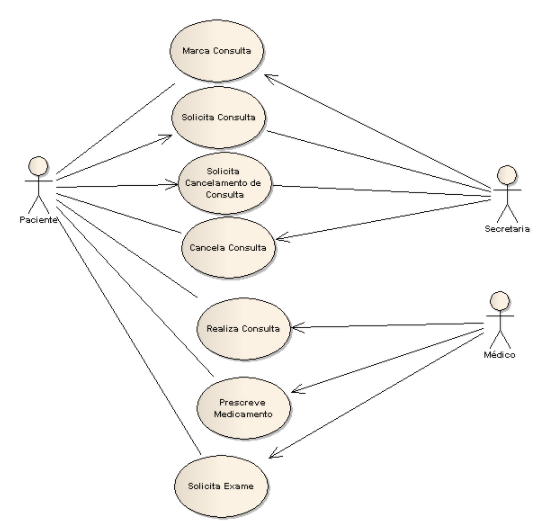 Marca Consulta
Solicita Consulta
Solicita
Cancelamento de
Consulta
Paciente
Secretaria
Cancela Consulta
Realiza Consulta
Médico
Prescreve
Medicamento
Solicita Exame